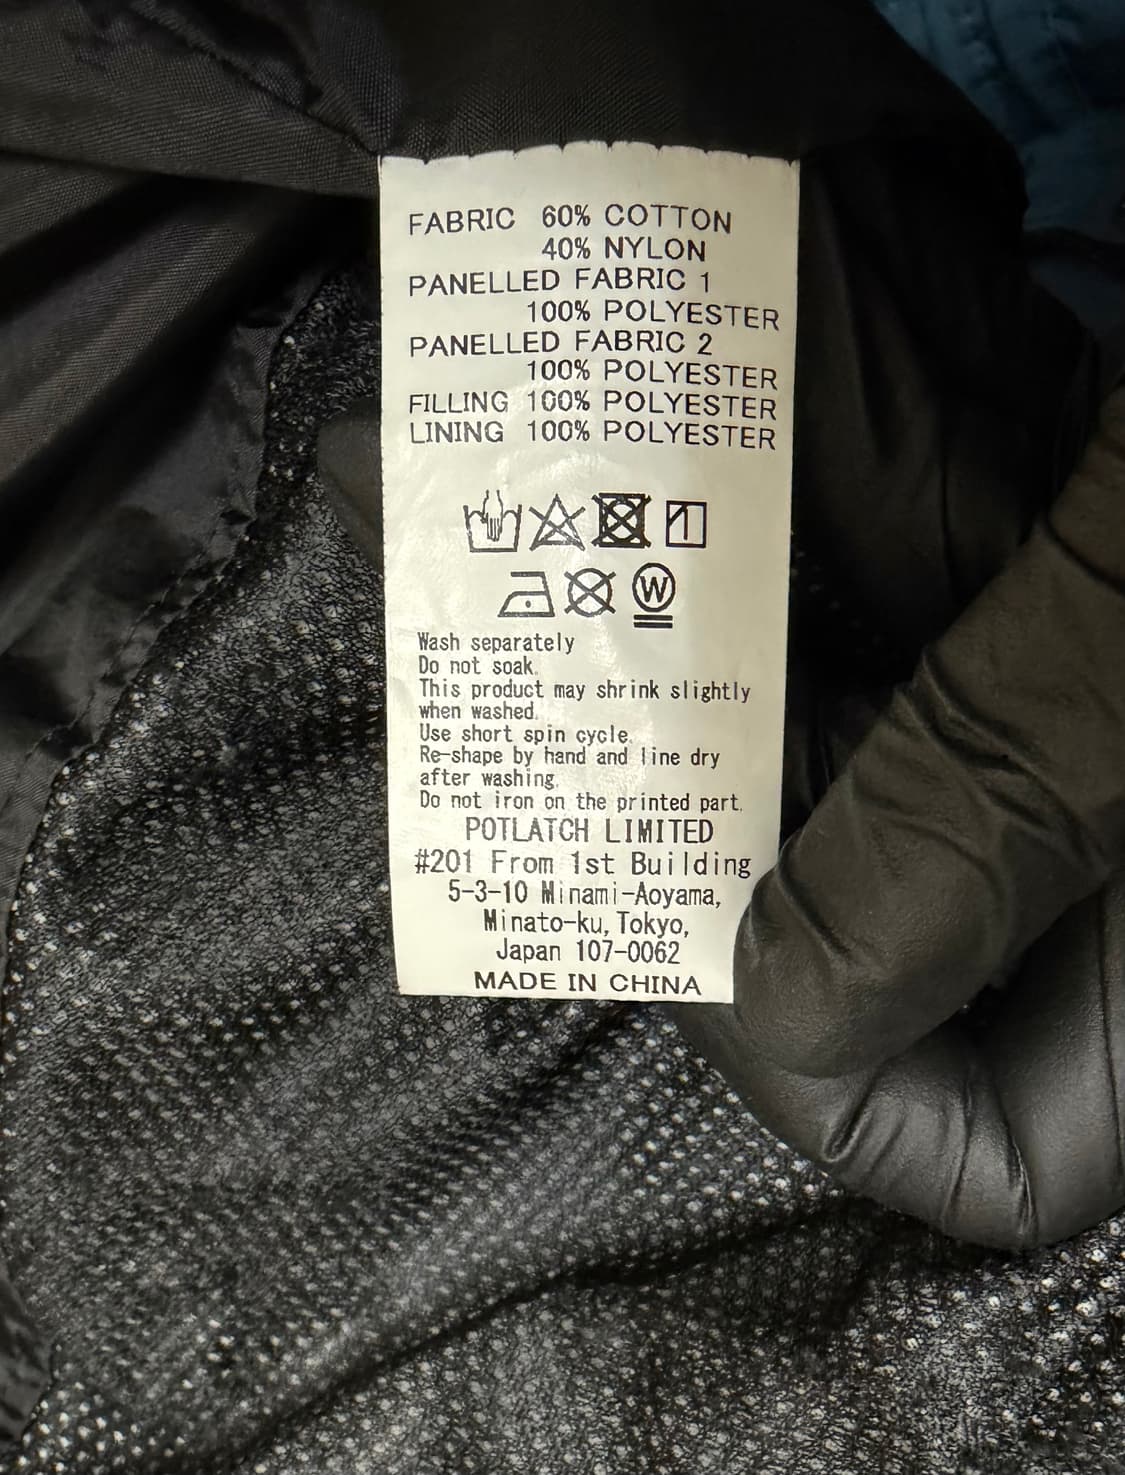 FABRIC 60% COTTON
40% NYLON
PANELLED FABRIC 1
100% POLYESTER
PANELLED FABRIC 2
100% POLYESTER
FILLING 100% POLYESTER
LINING 100% POLYESTER
W
Wash separately
Do not soak.
This product may shrink slightly
when washed.
Use short spin cycle.
Re-shape by hand and line dry
after washing.
Do not iron on the printed part.
POTLATCH LIMITED
#201 From 1st Building
5-3-10 Minami-Aoyama,
Minato-ku, Tokyo,
Japan 107-0062
MADE IN CHINA